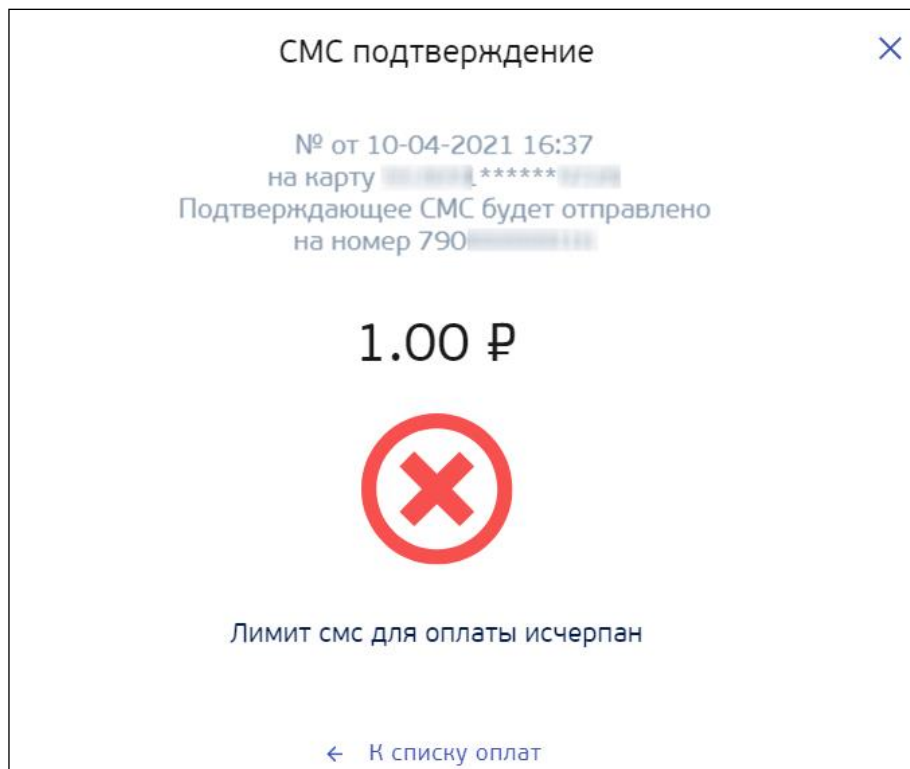 СМС подтверждение
№ от 10-04-2021 16:37
на карту ******
Подтверждающее СМС будет отправлено
на номер 790
1.00 ₽
Лимит смс для оплаты исчерпан
← К списку оплат